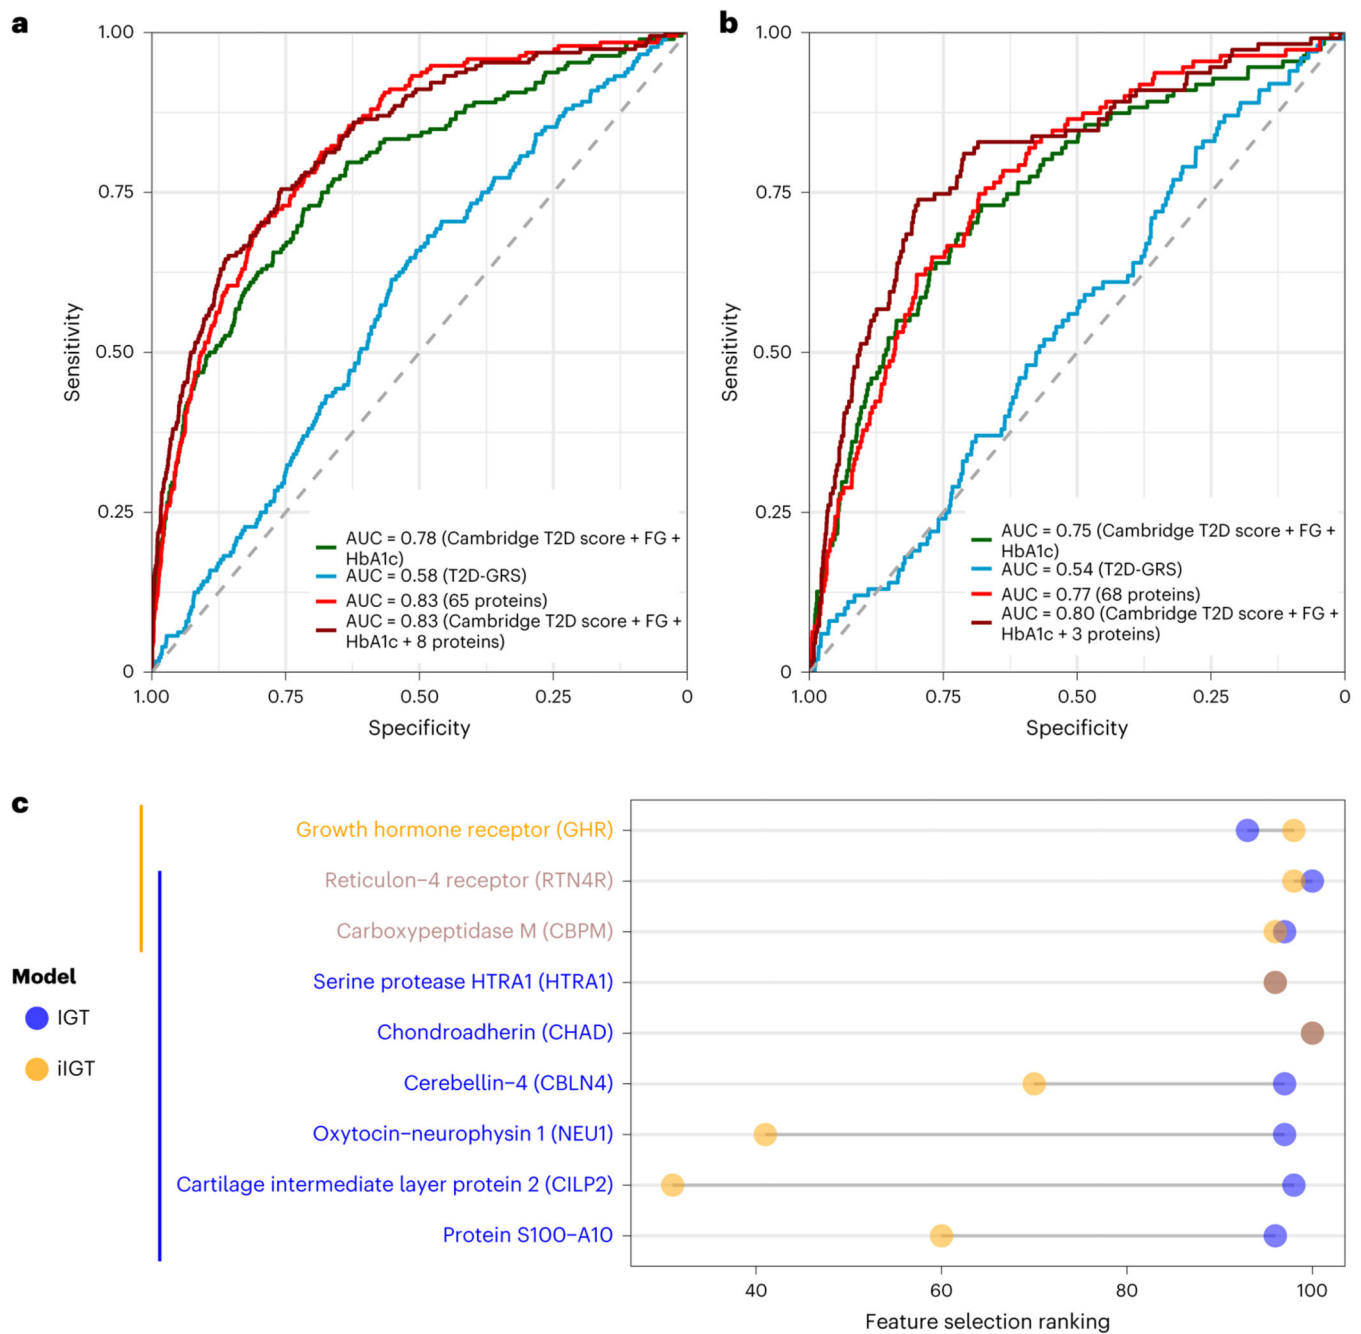 a
1.00
0.75
0.50
0.25
0
Sensitivity
AUC = 0.78 (Cambridge T2D score + FG +
HbA1c)
AUC = 0.58 (T2D-GRS)
AUC = 0.83 (65 proteins)
AUC = 0.83 (Cambridge T2D score + FG +
HbA1c + 8 proteins)
1.00 0.75 0.50 0.25 0
Specificity
b
1.00
0.75
0.50
0.25
0
Sensitivity
AUC = 0.75 (Cambridge T2D score + FG +
HbA1c)
AUC = 0.54 (T2D-GRS)
AUC = 0.77 (68 proteins)
AUC = 0.80 (Cambridge T2D score + FG +
HbA1c + 3 proteins)
1.00 0.75 0.50 0.25 0
Specificity
c
Model
IGT
iIGT
Growth hormone receptor (GHR)
Reticulon−4 receptor (RTN4R)
Carboxypeptidase M (CBPM)
Serine protease HTRA1 (HTRA1)
Chondroadherin (CHAD)
Cerebellin−4 (CBLN4)
Oxytocin−neurophysin 1 (NEU1)
Cartilage intermediate layer protein 2 (CILP2)
Protein S100−A10
40 60 80 100
Feature selection ranking